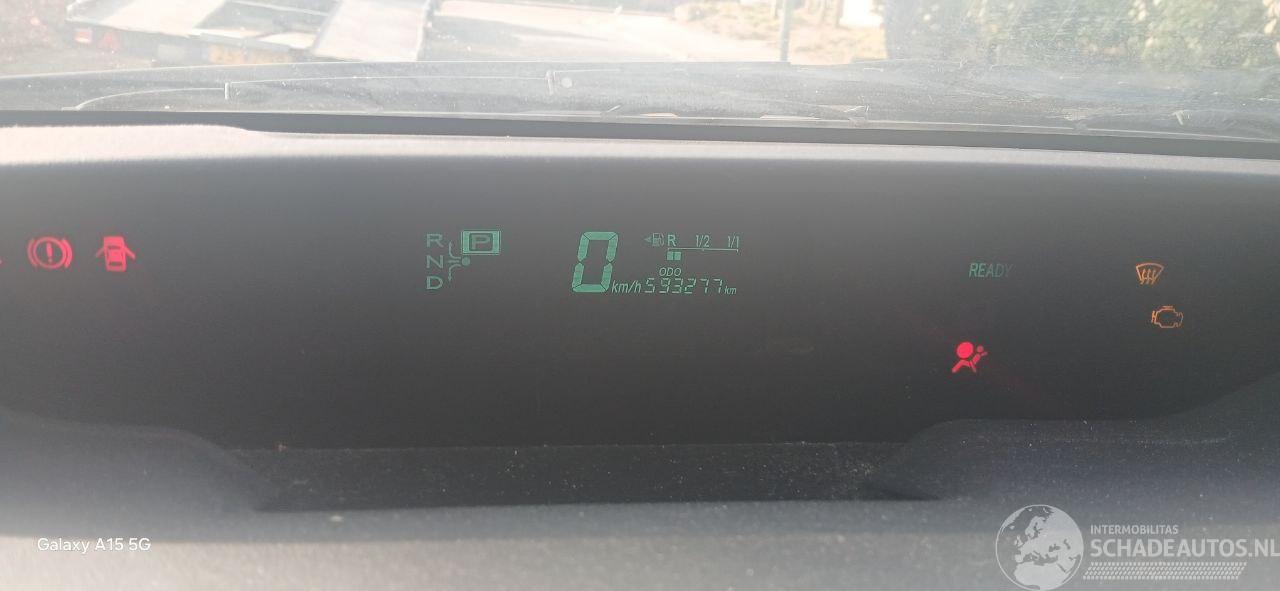 R P
N
D
0 km/h
R 1/2 1/1
ODO
593277 km
READY
Galaxy A15 5G
INTERMOBILITAS
SCHADEAUTOS.NL